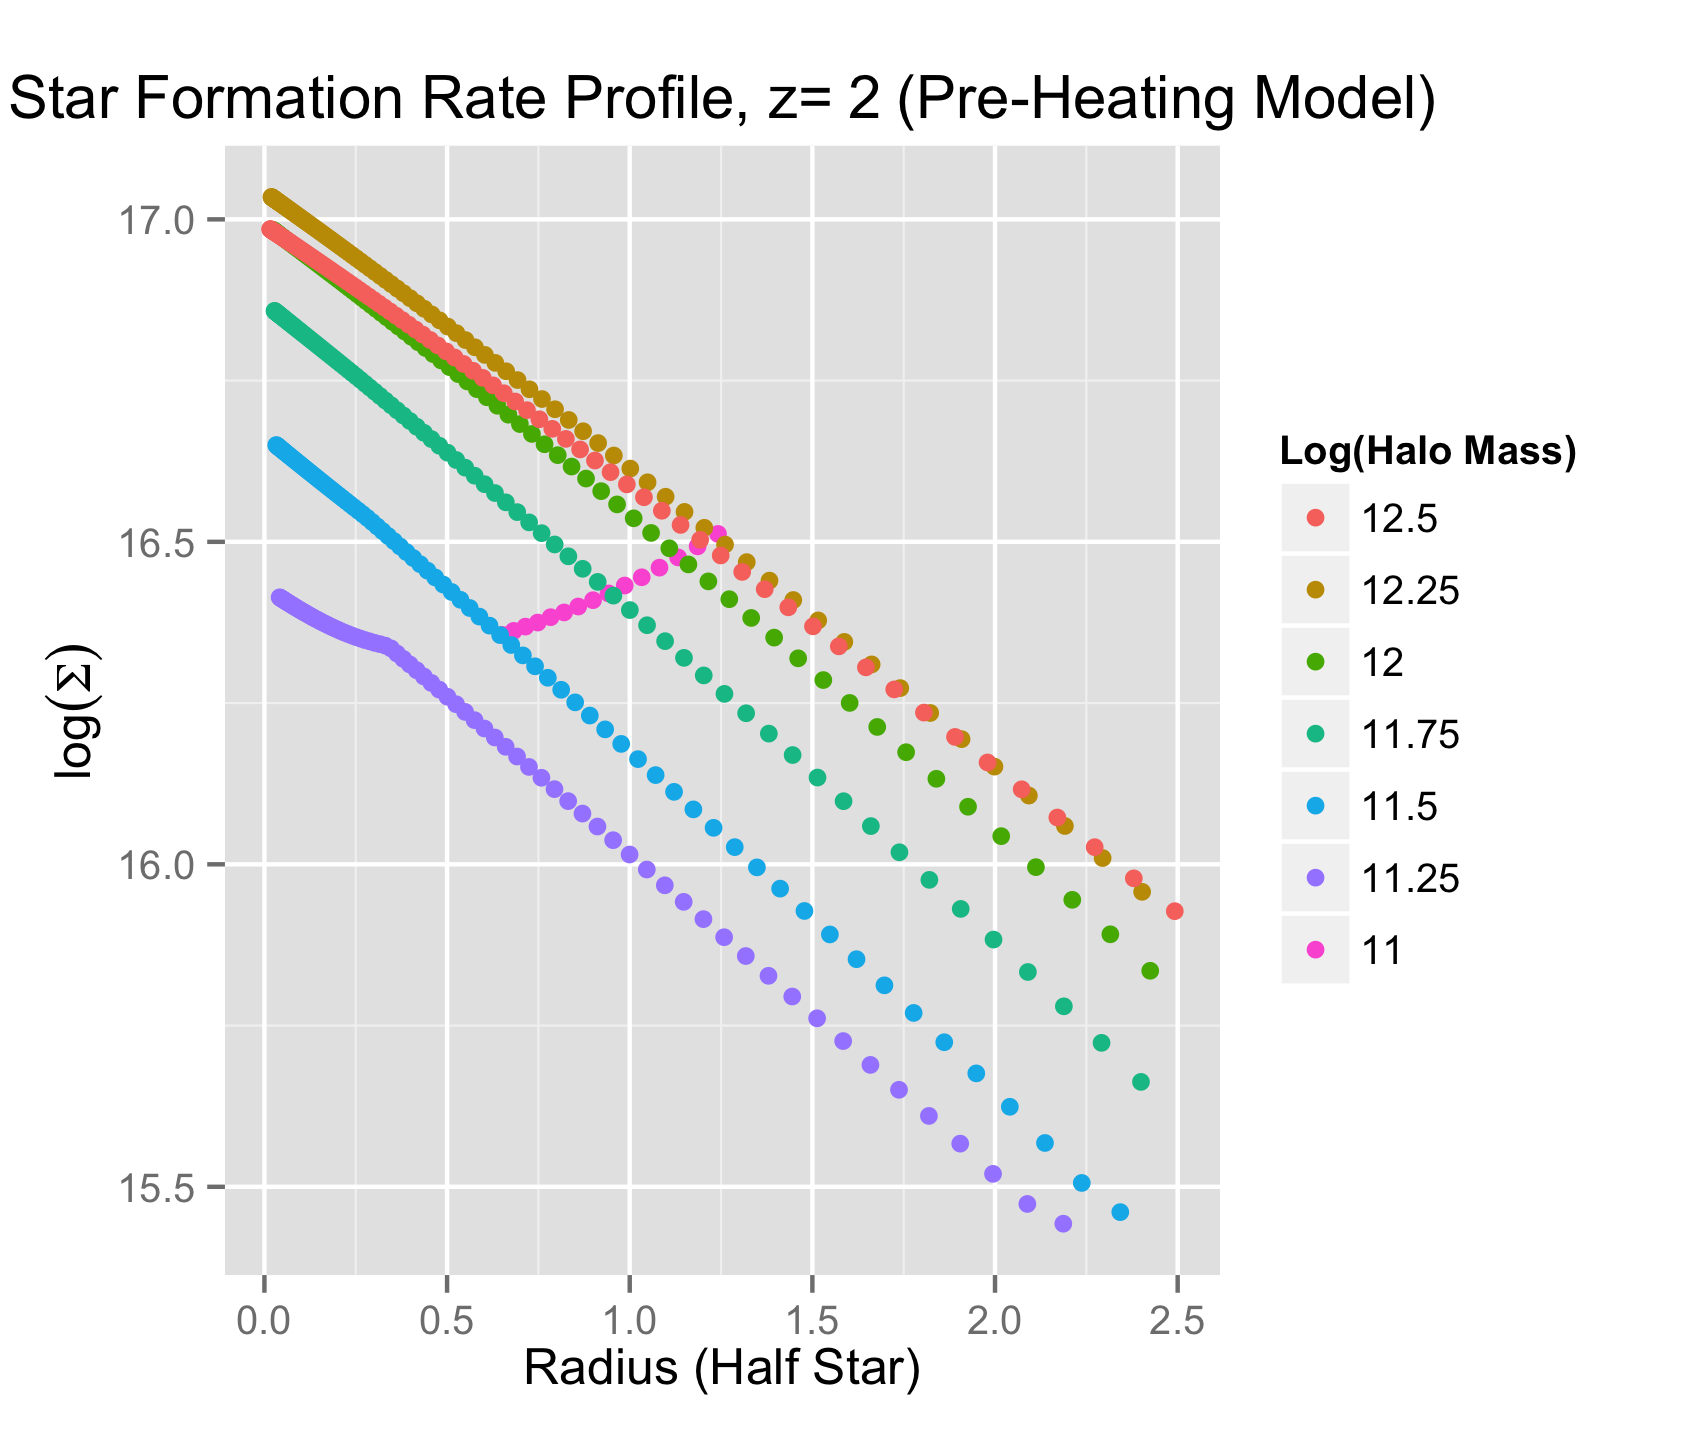 Star Formation Rate Profile, z= 2 (Pre-Heating Model)
17.0
16.5
16.0
15.5
log(Σ)
0.0 0.5 1.0 1.5 2.0 2.5
Radius (Half Star)
Log(Halo Mass)
12.5
12.25
12
11.75
11.5
11.25
11